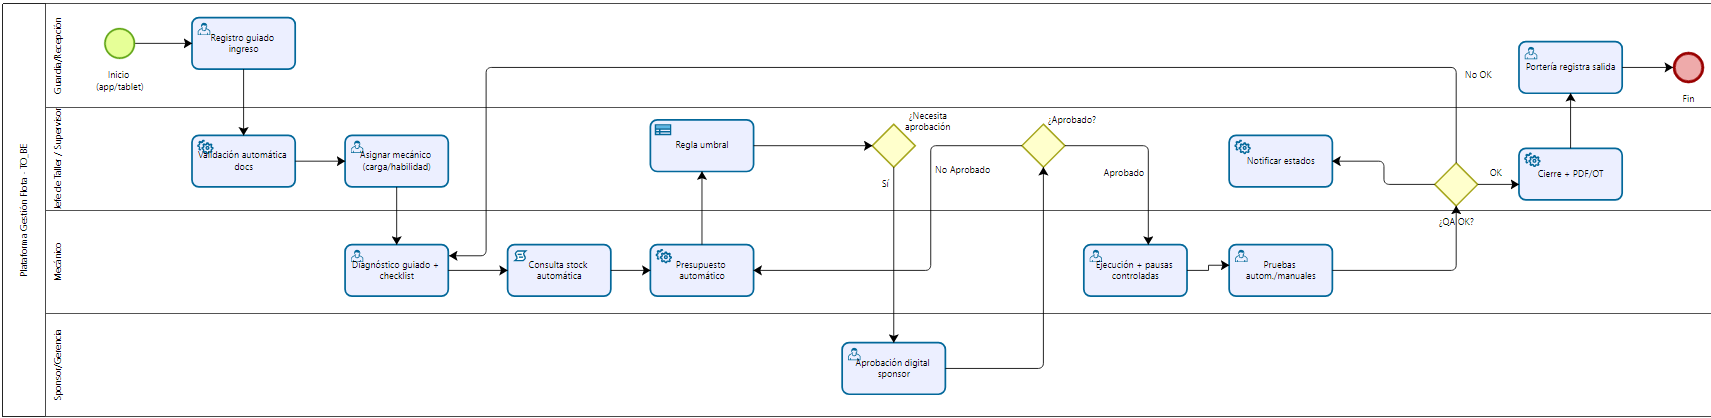 Plataforma Gestión Flota - TO_BE
Guardia/Recepción
Inicio
(app/tablet)
Registro guiado
ingreso
No OK
Portería registra salida
Fin
Jefe de Taller / Supervisor
Validación automática
docs
Asignar mecánico
(carga/habilidad)
Regla umbral
¿Necesita
aprobación
Sí
¿Aprobado?
No Aprobado
Aprobado
Notificar estados
¿QA OK?
OK
Cierre + PDF/OT
Mecánico
Diagnóstico guiado +
checklist
Consulta stock
automática
Presupuesto
automático
Ejecución + pausas
controladas
Pruebas
autom./manuales
Sponsor/Gerencia
Aprobación digital
sponsor